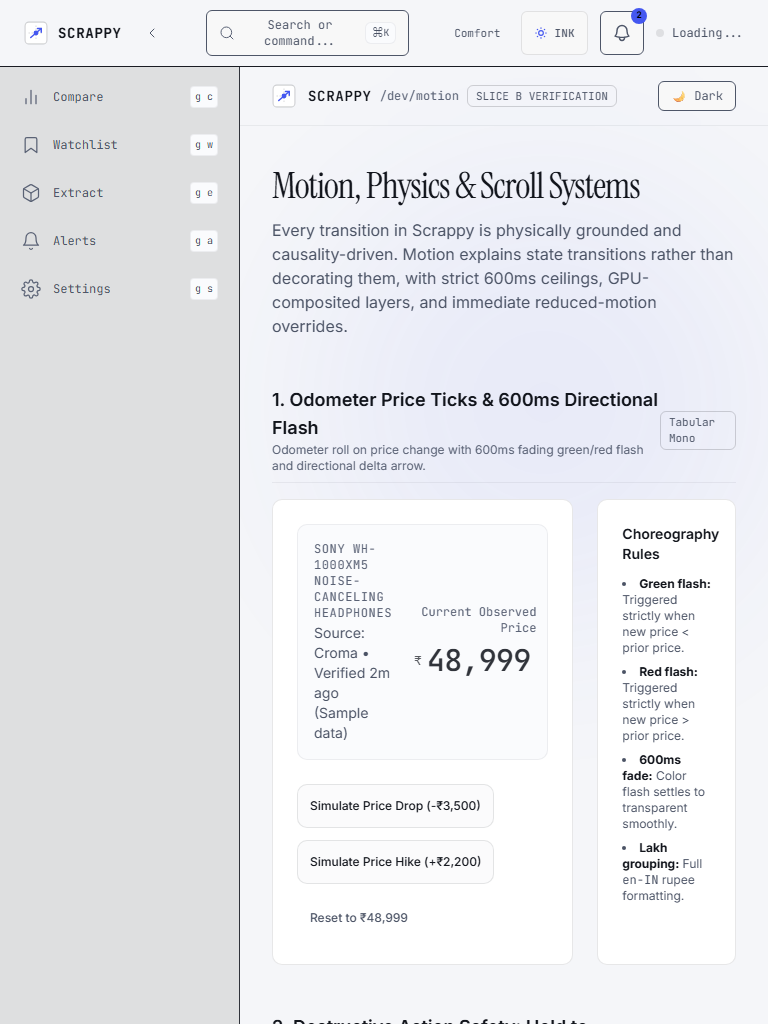 SCRAPPY
Search or
command...
⌘K
Comfort
INK
2
Loading...
Compare
g c
Watchlist
g w
Extract
g e
Alerts
g a
Settings
g s
SCRAPPY /dev/motion SLICE B VERIFICATION
🌙 Dark
Motion, Physics & Scroll Systems
Every transition in Scrappy is physically grounded and
causality-driven. Motion explains state transitions rather than
decorating them, with strict 600ms ceilings, GPU-
composited layers, and immediate reduced-motion
overrides.
1. Odometer Price Ticks & 600ms Directional
Flash
Odometer roll on price change with 600ms fading green/red flash
and directional delta arrow.
Tabular
Mono
SONY WH-
1000XM5
NOISE-
CANCELING
HEADPHONES
Source:
Croma •
Verified 2m
ago
(Sample
data)
Current Observed
Price
₹ 48,999
Simulate Price Drop (-₹3,500)
Simulate Price Hike (+₹2,200)
Reset to ₹48,999
Choreography
Rules
• Green flash:
Triggered
strictly when
new price <
prior price.
• Red flash:
Triggered
strictly when
new price >
prior price.
• 600ms
fade: Color
flash settles to
transparent
smoothly.
• Lakh
grouping: Full
en-IN rupee
formatting.
2. Destructive Action Safety: Hold to